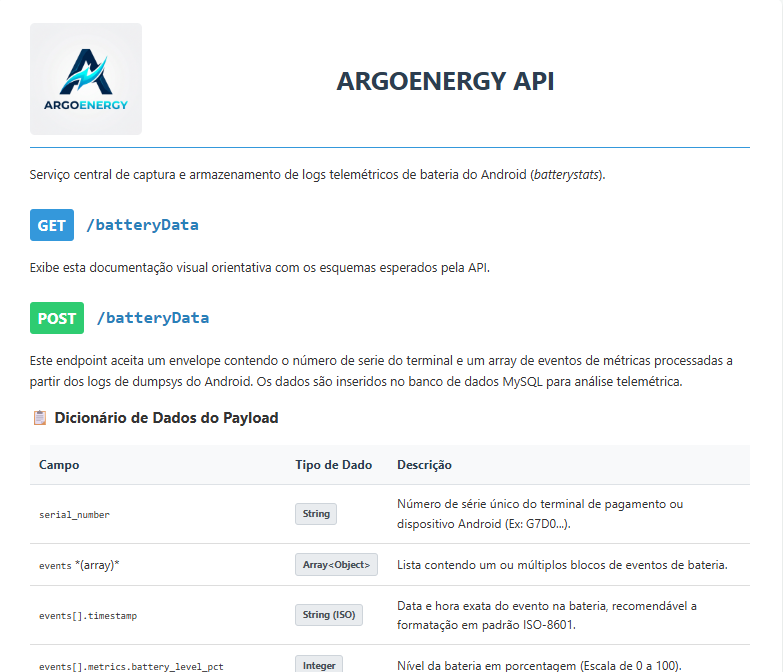 ARGOENERGY
ARGOENERGY API
Serviço central de captura e armazenamento de logs telemétricos de bateria do Android (batterystats).
GET /batteryData
Exibe esta documentação visual orientativa com os esquemas esperados pela API.
POST /batteryData
Este endpoint aceita um envelope contendo o número de serie do terminal e um array de eventos de métricas processadas a
partir dos logs de dumpsys do Android. Os dados são inseridos no banco de dados MySQL para análise telemétrica.
📋 Dicionário de Dados do Payload
Campo Tipo de Dado Descrição
serial_number String Número de série único do terminal de pagamento ou
dispositivo Android (Ex: G7D0...).
events *(array)* Array<Object> Lista contendo um ou múltiplos blocos de eventos de bateria.
events[].timestamp String (ISO) Data e hora exata do evento na bateria, recomendável a
formatação em padrão ISO-8601.
events[].metrics.battery_level_pct Integer Nível da bateria em porcentagem (Escala de 0 a 100).